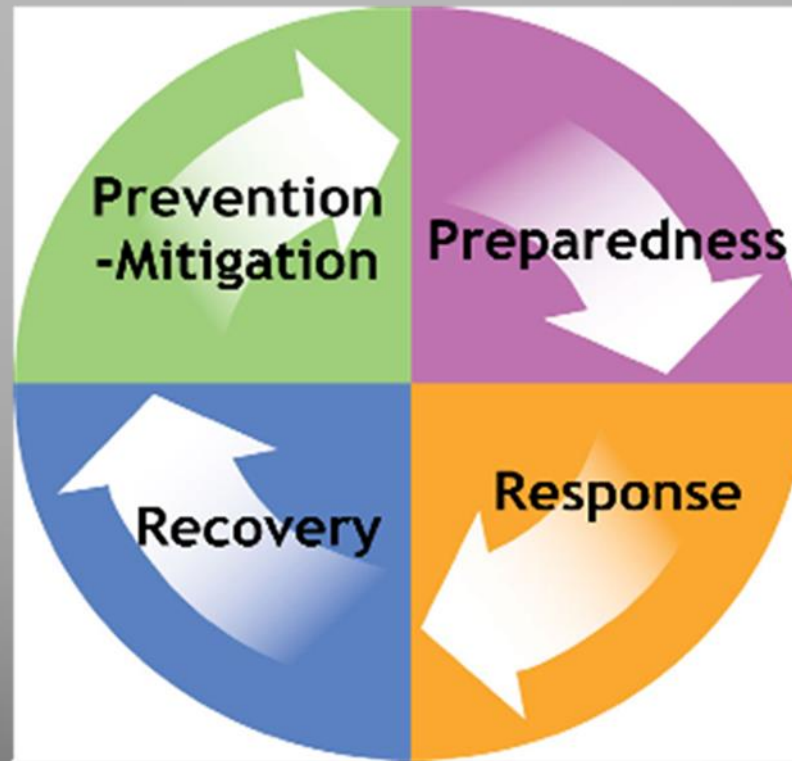 Prevention
-Mitigation
Preparedness
Response
Recovery